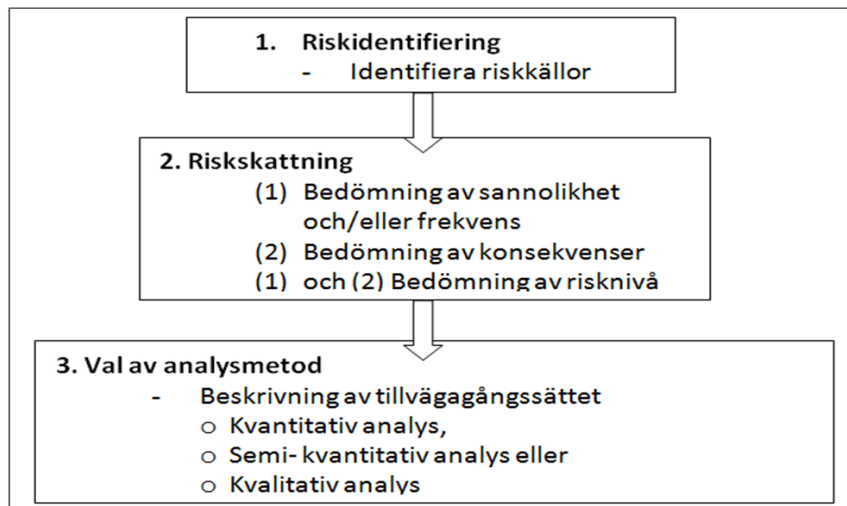 1. Riskidentifiering
- Identifiera riskkällor
2. Riskskattning
(1) Bedömning av sannolikhet
och/eller frekvens
(2) Bedömning av konsekvenser
(1) och (2) Bedömning av risknivå
3. Val av analysmetod
- Beskrivning av tillvägagångssättet
o Kvantitativ analys,
o Semi- kvantitativ analys eller
o Kvalitativ analys